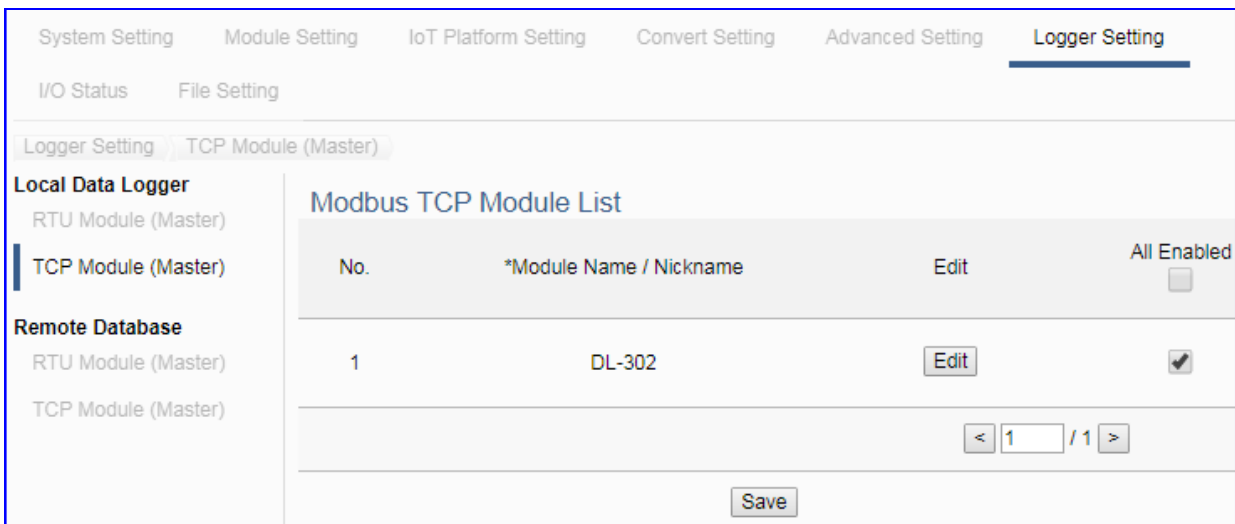 System Setting Module Setting IoT Platform Setting Convert Setting Advanced Setting Logger Setting
I/O Status File Setting
Logger Setting TCP Module (Master)
Local Data Logger
RTU Module (Master)
TCP Module (Master)
Remote Database
RTU Module (Master)
TCP Module (Master)
Modbus TCP Module List
No. *Module Name / Nickname Edit All Enabled
1 DL-302 Edit
< 1 / 1 >
Save